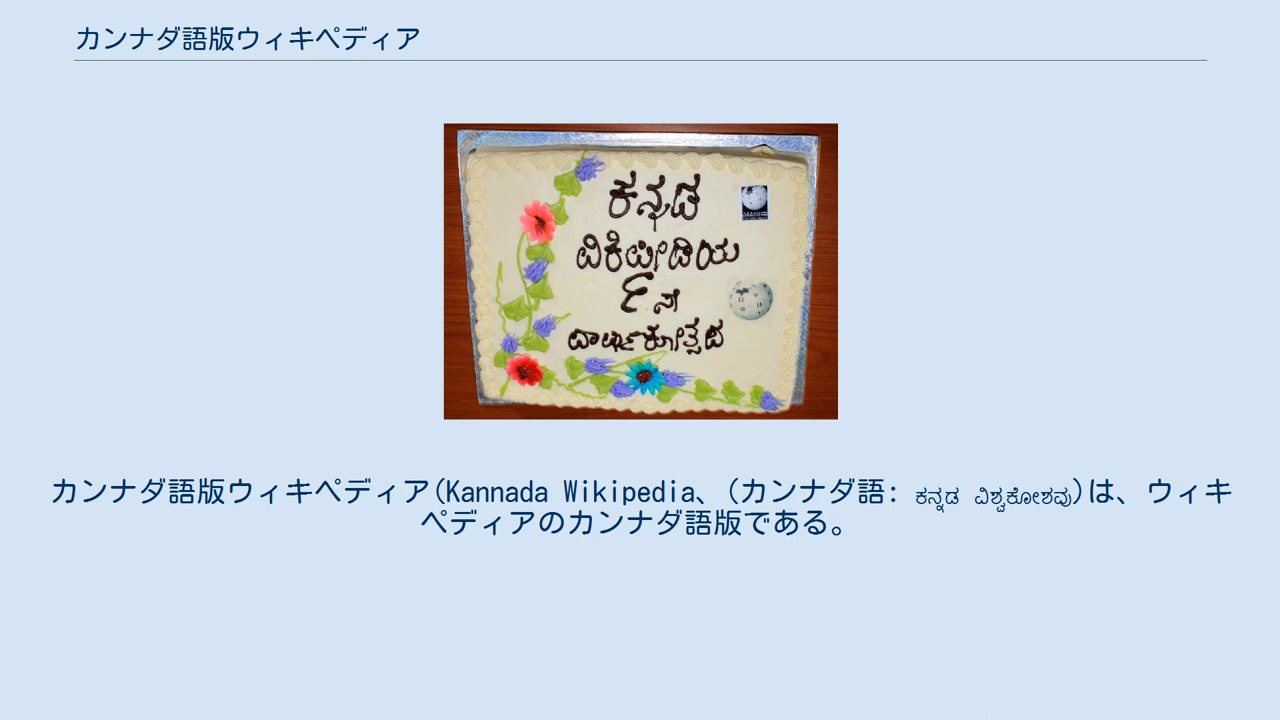 カンナダ語版ウィキペディア
ಕನ್ನಡ
ವಿಕಿಪೀಡಿಯ
೯ನೇ
ವಾರ್ಷಿಕೋತ್ಸವ
カンナダ語版ウィキペディア(Kannada Wikipedia、(カンナダ語: ಕನ್ನಡ ವಿಶ್ವಕೋಶವು)は、ウィキ
ペディアのカンナダ語版である。